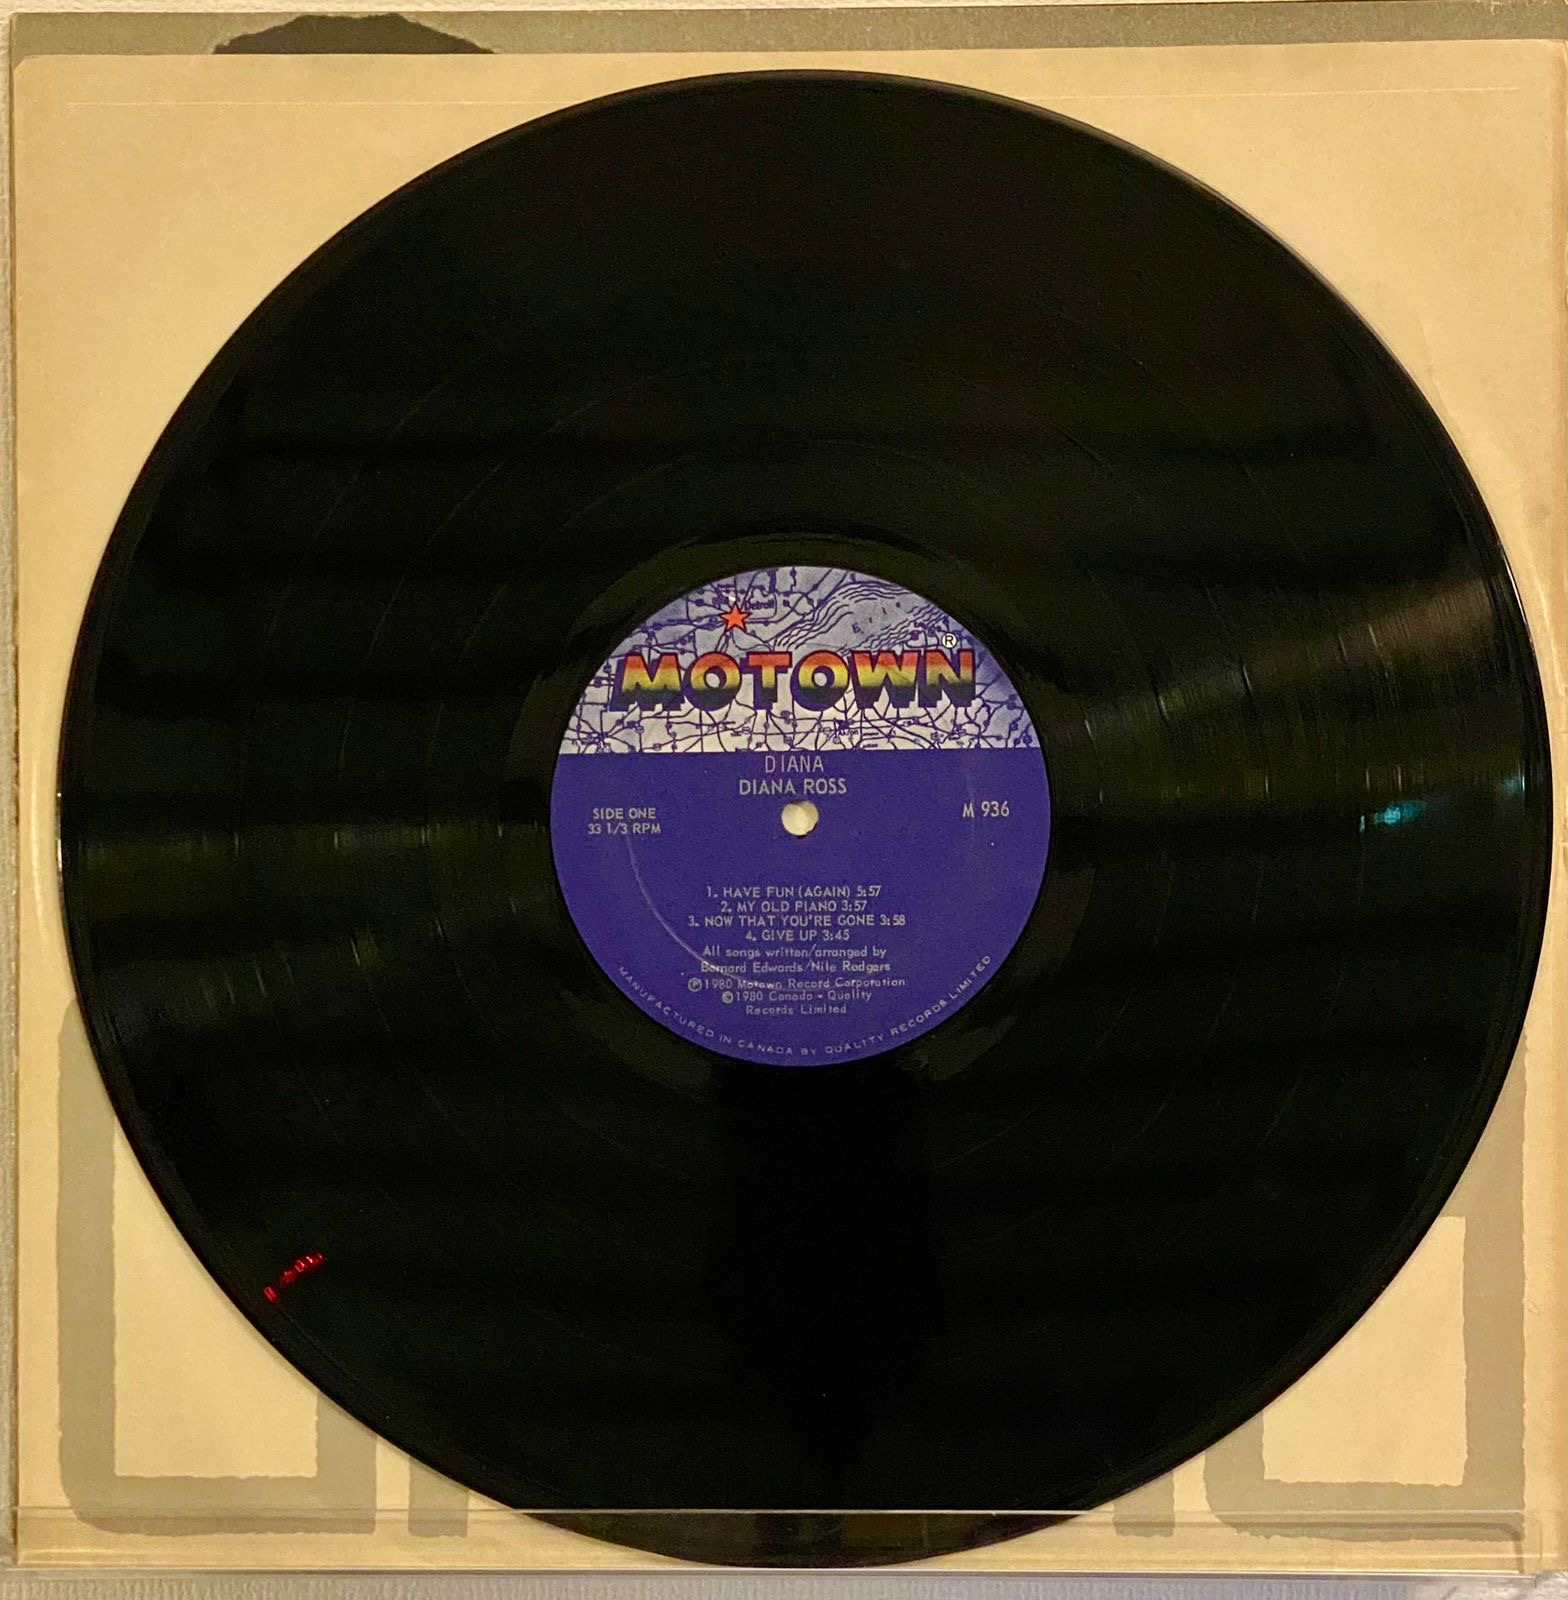 Detroit
Erie
MOTOWN®
DIANA
DIANA ROSS
SIDE ONE
33 1/3 RPM
M 936
1. HAVE FUN (AGAIN) 5:57
2. MY OLD PIANO 3:57
3. NOW THAT YOU'RE GONE 3:58
4. GIVE UP 3:45
All songs written/arranged by
Bernard Edwards/Nile Rodgers
℗ 1980 Motown Record Corporation
© 1980 Canada - Quality
Records Limited
MANUFACTURED IN CANADA BY QUALITY RECORDS LIMITED